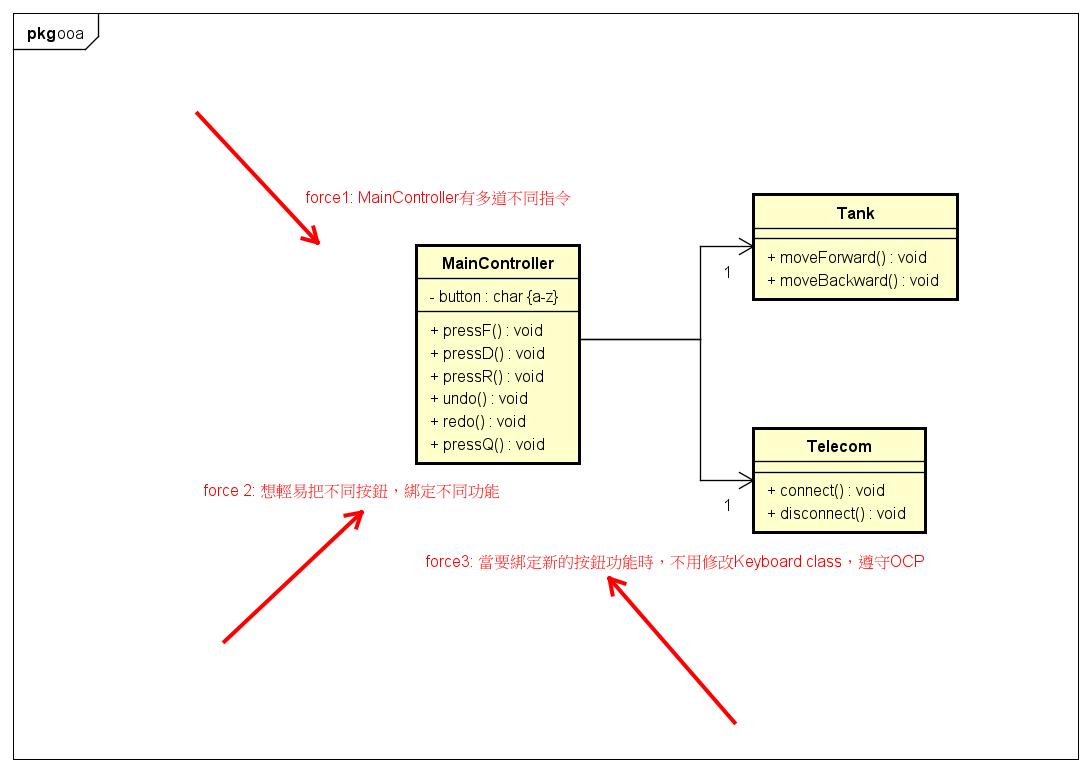 pkg ooa
force1: MainController有多道不同指令
MainController
- button : char {a-z}
+ pressF() : void
+ pressD() : void
+ pressR() : void
+ undo() : void
+ redo() : void
+ pressQ() : void
Tank
+ moveForward() : void
+ moveBackward() : void
1
Telecom
+ connect() : void
+ disconnect() : void
1
force 2: 想輕易把不同按鈕，綁定不同功能
force3: 當要綁定新的按鈕功能時，不用修改Keyboard class，遵守OCP